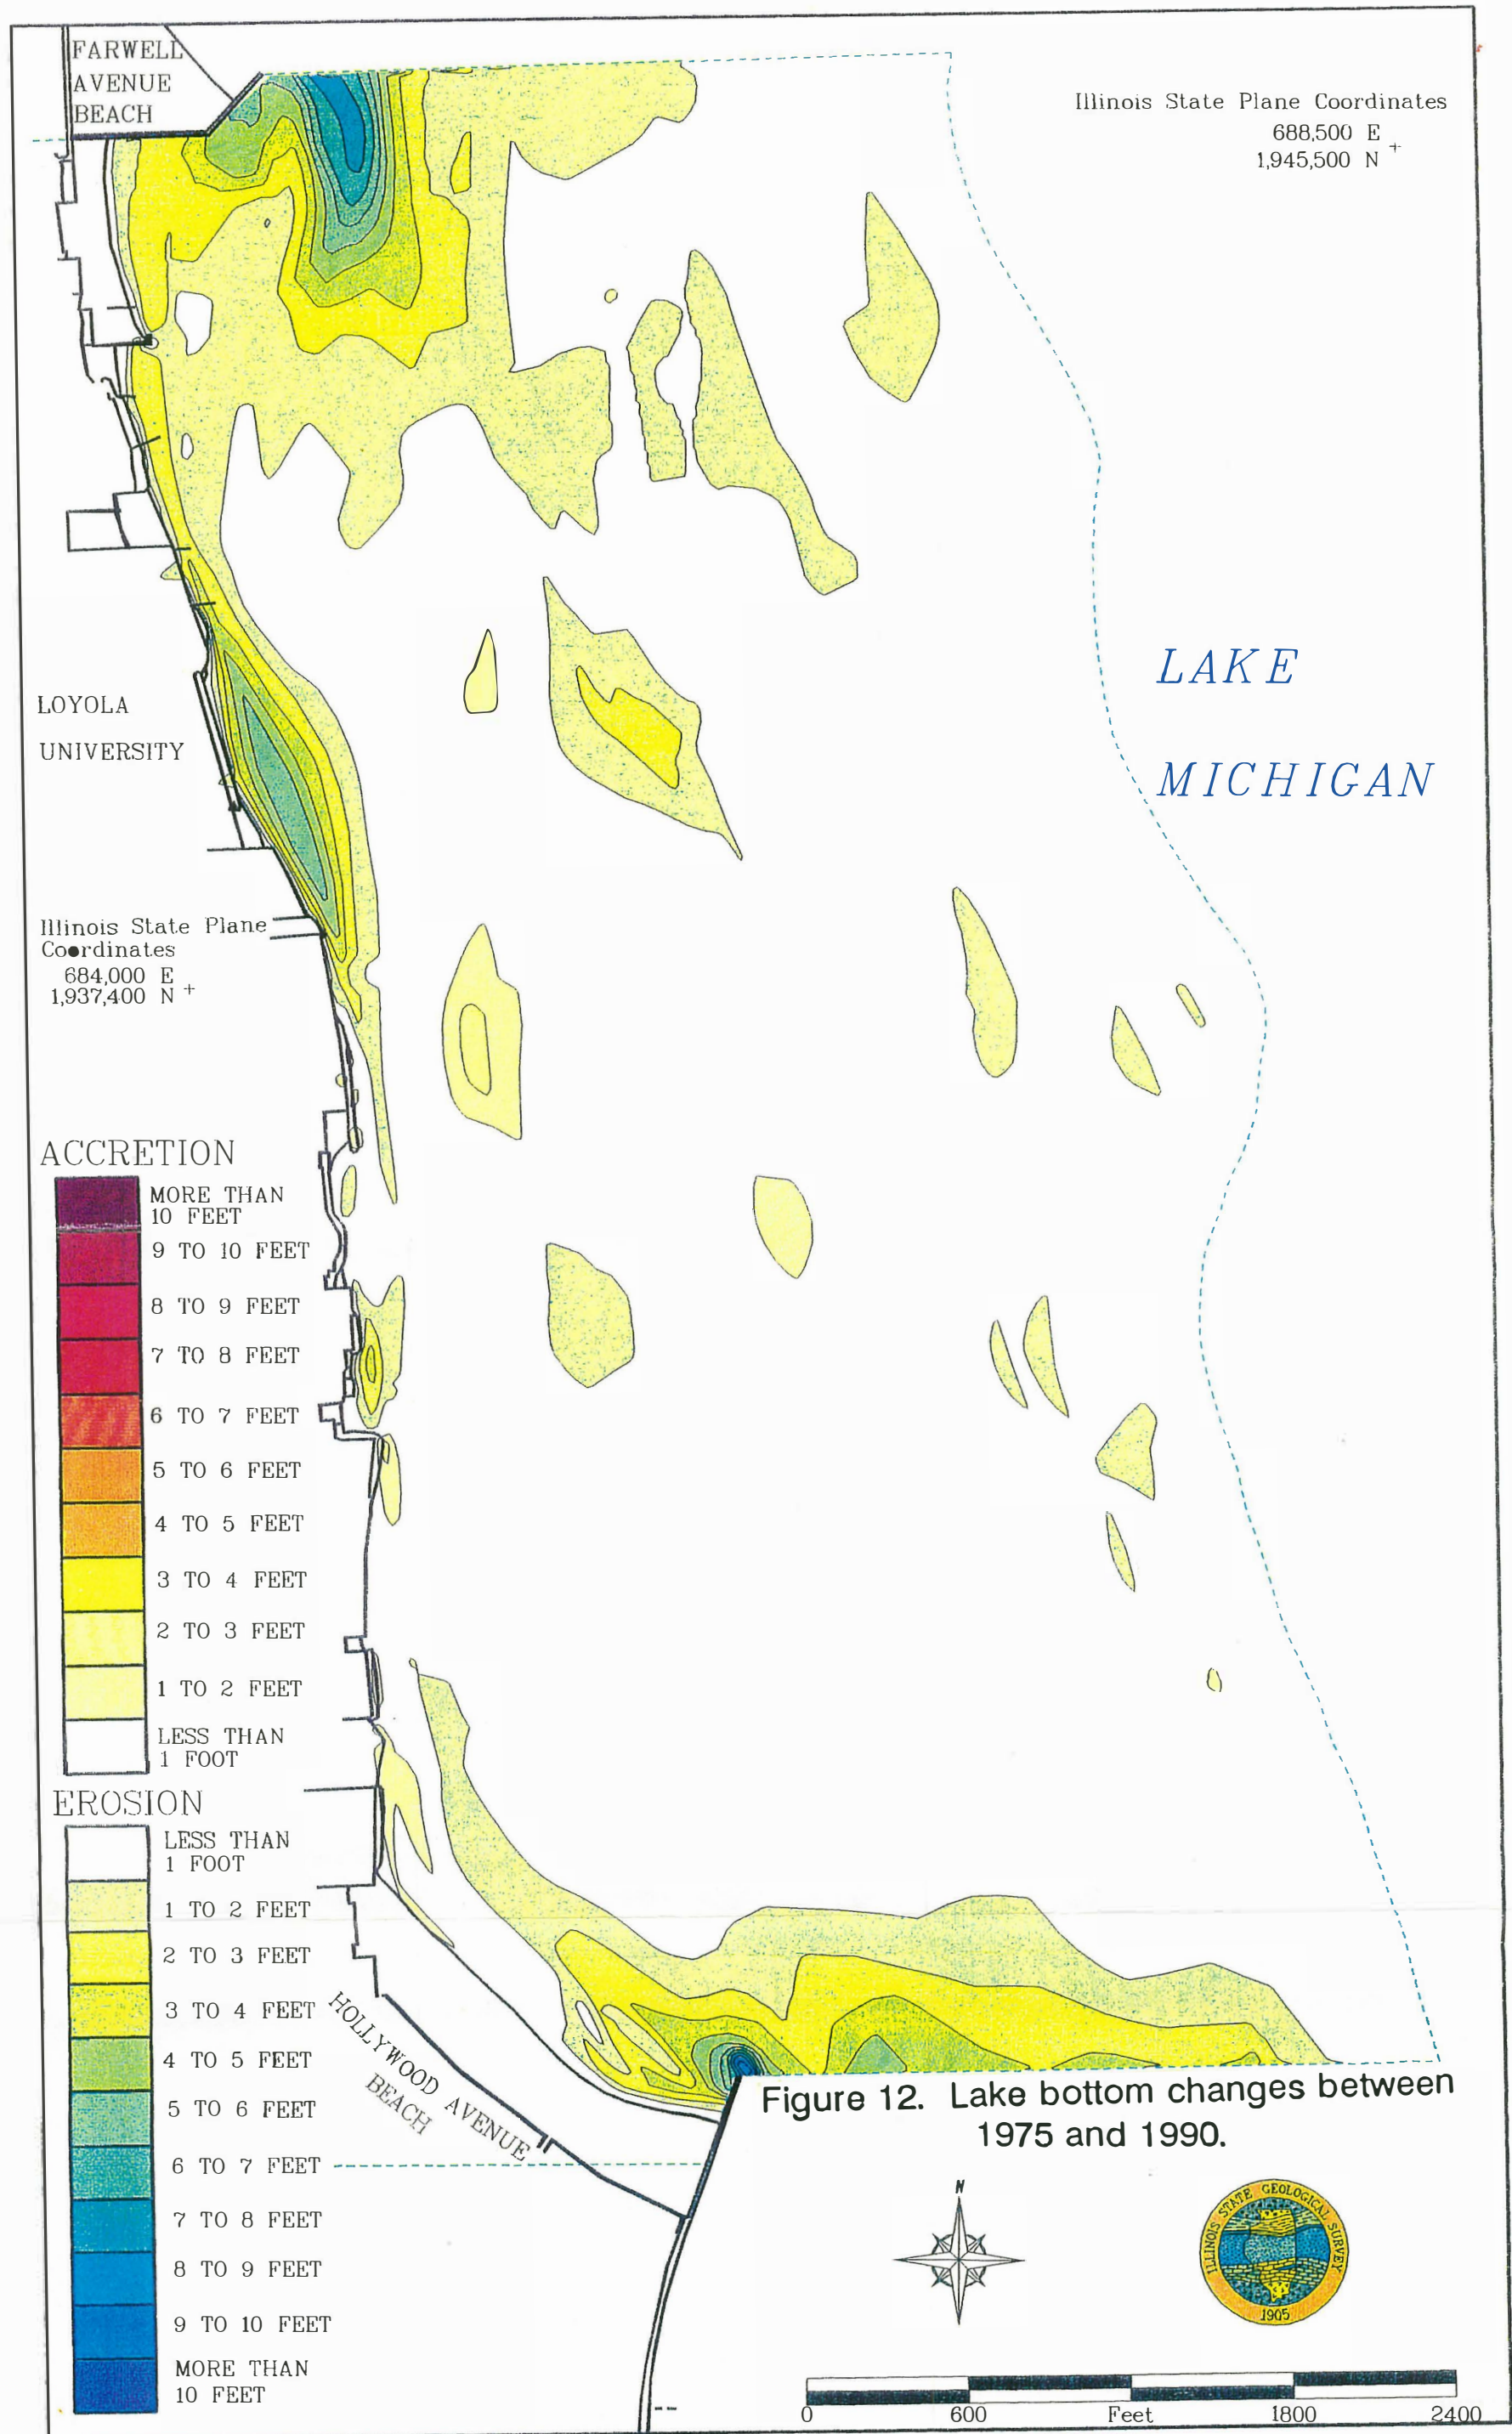 FARWELL
AVENUE
BEACH
Illinois State Plane Coordinates
688,500 E
1,945,500 N +
LAKE
MICHIGAN
LOYOLA
UNIVERSITY
Illinois State Plane
Coordinates
684,000 E
1,937,400 N +
ACCRETION
MORE THAN
10 FEET
9 TO 10 FEET
8 TO 9 FEET
7 TO 8 FEET
6 TO 7 FEET
5 TO 6 FEET
4 TO 5 FEET
3 TO 4 FEET
2 TO 3 FEET
1 TO 2 FEET
LESS THAN
1 FOOT
EROSION
LESS THAN
1 FOOT
1 TO 2 FEET
2 TO 3 FEET
3 TO 4 FEET
4 TO 5 FEET
5 TO 6 FEET
6 TO 7 FEET
7 TO 8 FEET
8 TO 9 FEET
9 TO 10 FEET
MORE THAN
10 FEET
HOLLYWOOD AVENUE
BEACH
Figure 12. Lake bottom changes between
1975 and 1990.
N
ILLINOIS STATE GEOLOGICAL SURVEY
1905
0 600 Feet 1800 2400